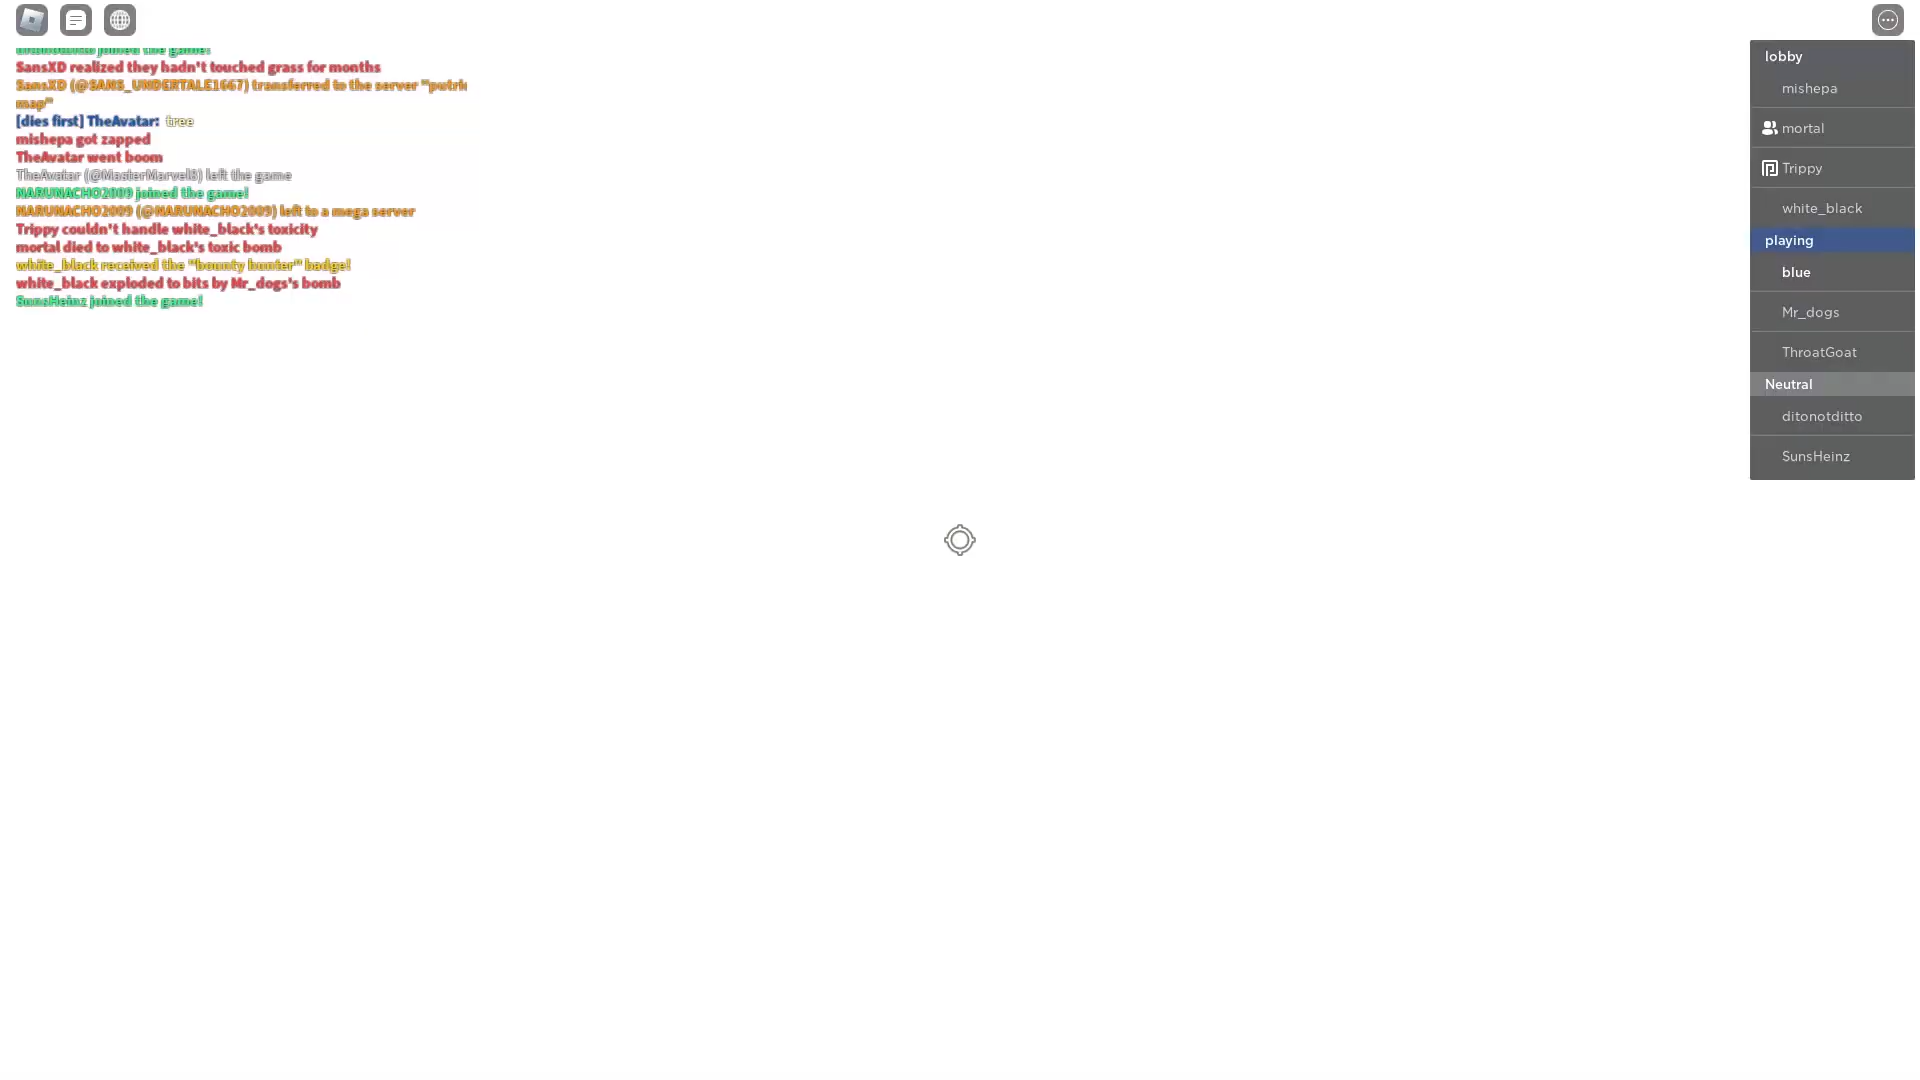 joined the game!
SansXD realized they hadn't touched grass for months
SansXD (@SANS_UNDERTALE1667) transferred to the server "putrik
map"
[dies first] TheAvatar: tree
mishepa got zapped
TheAvatar went boom
TheAvatar (@MasterMarvel8) left the game
NARUNACHO2009 joined the game!
NARUNACHO2009 (@NARUNACHO2009) left to a mega server
Trippy couldn't handle white_black's toxicity
mortal died to white_black's toxic bomb
white_black received the "bounty hunter" badge!
white_black exploded to bits by Mr_dogs's bomb
SunsHeinz joined the game!
lobby
mishepa
mortal
Trippy
white_black
playing
blue
Mr_dogs
ThroatGoat
Neutral
ditonotditto
SunsHeinz